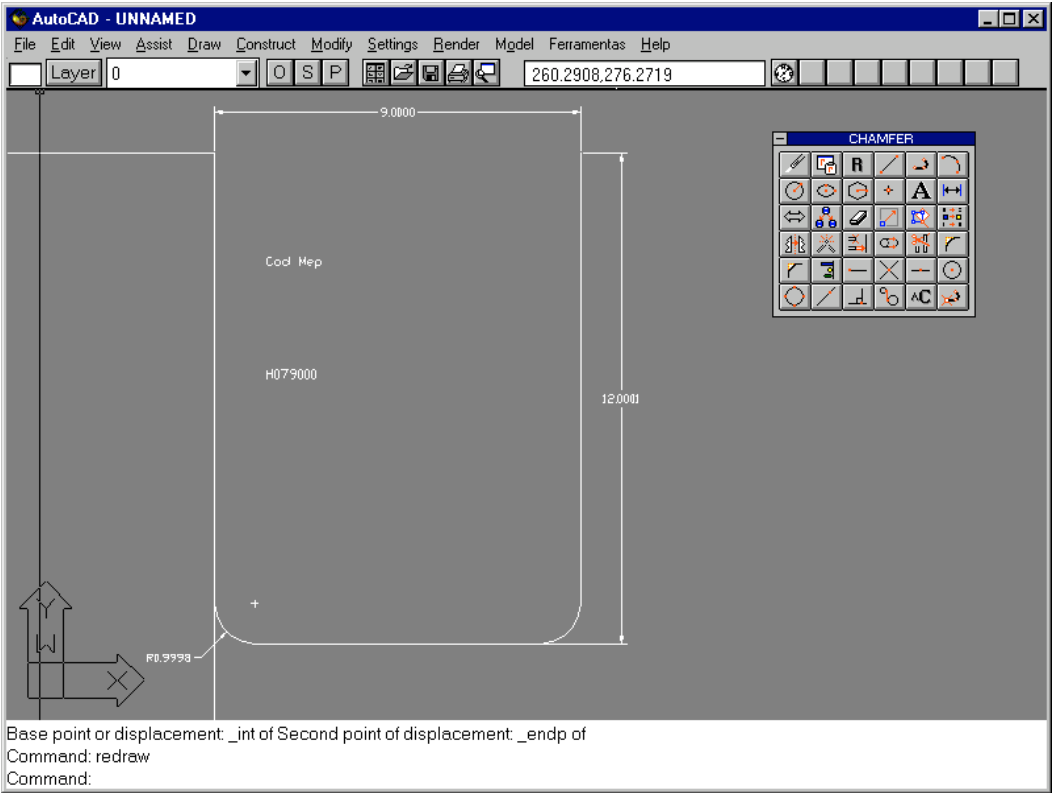 AutoCAD - UNNAMED
File Edit View Assist Draw Construct Modify Settings Render Model Ferramentas Help
Layer 0 O S P 260.2908,276.2719
9.0000
CHAMFER
R A
Cod Mep
H079000
12.0001
Y
W
R0.9998
X
^C
Base point or displacement: _int of Second point of displacement: _endp of
Command: redraw
Command: